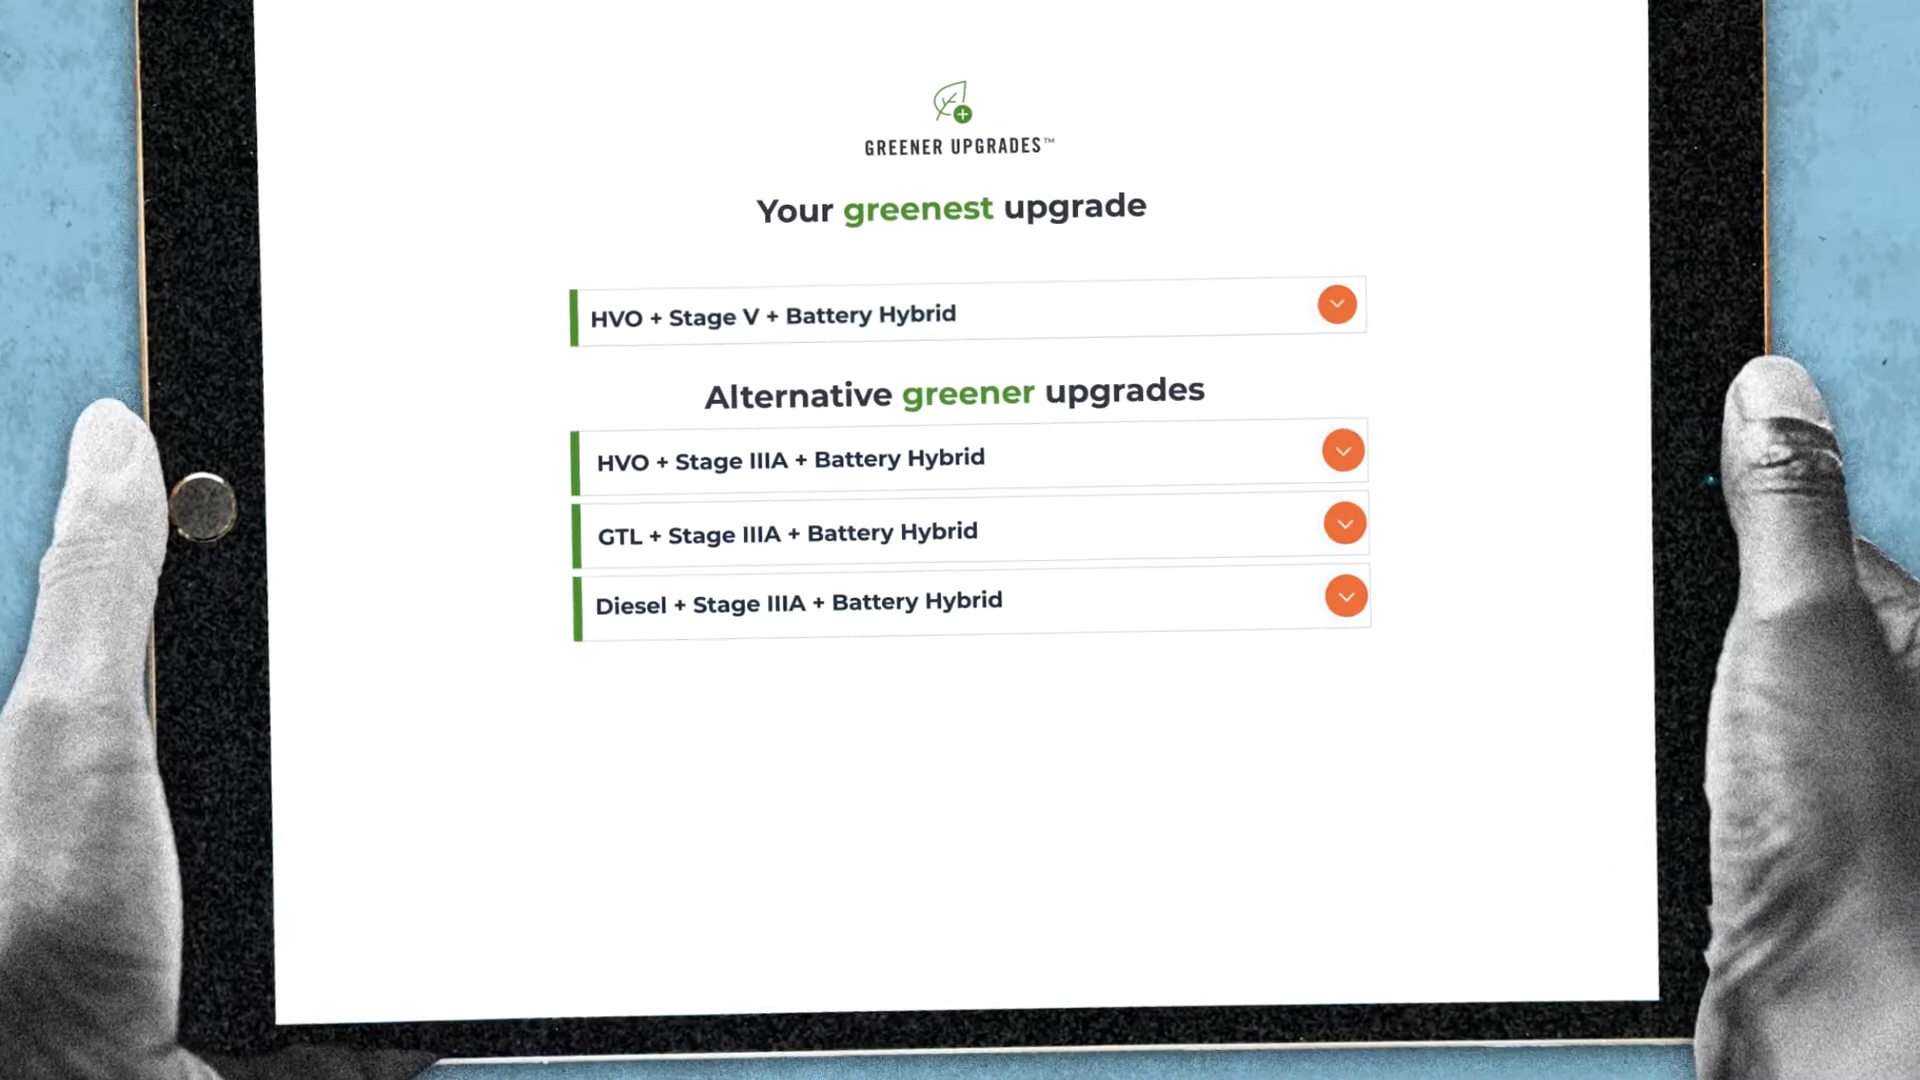 GREENER UPGRADES™
Your greenest upgrade
HVO + Stage V + Battery Hybrid
Alternative greener upgrades
HVO + Stage IIIA + Battery Hybrid
GTL + Stage IIIA + Battery Hybrid
Diesel + Stage IIIA + Battery Hybrid